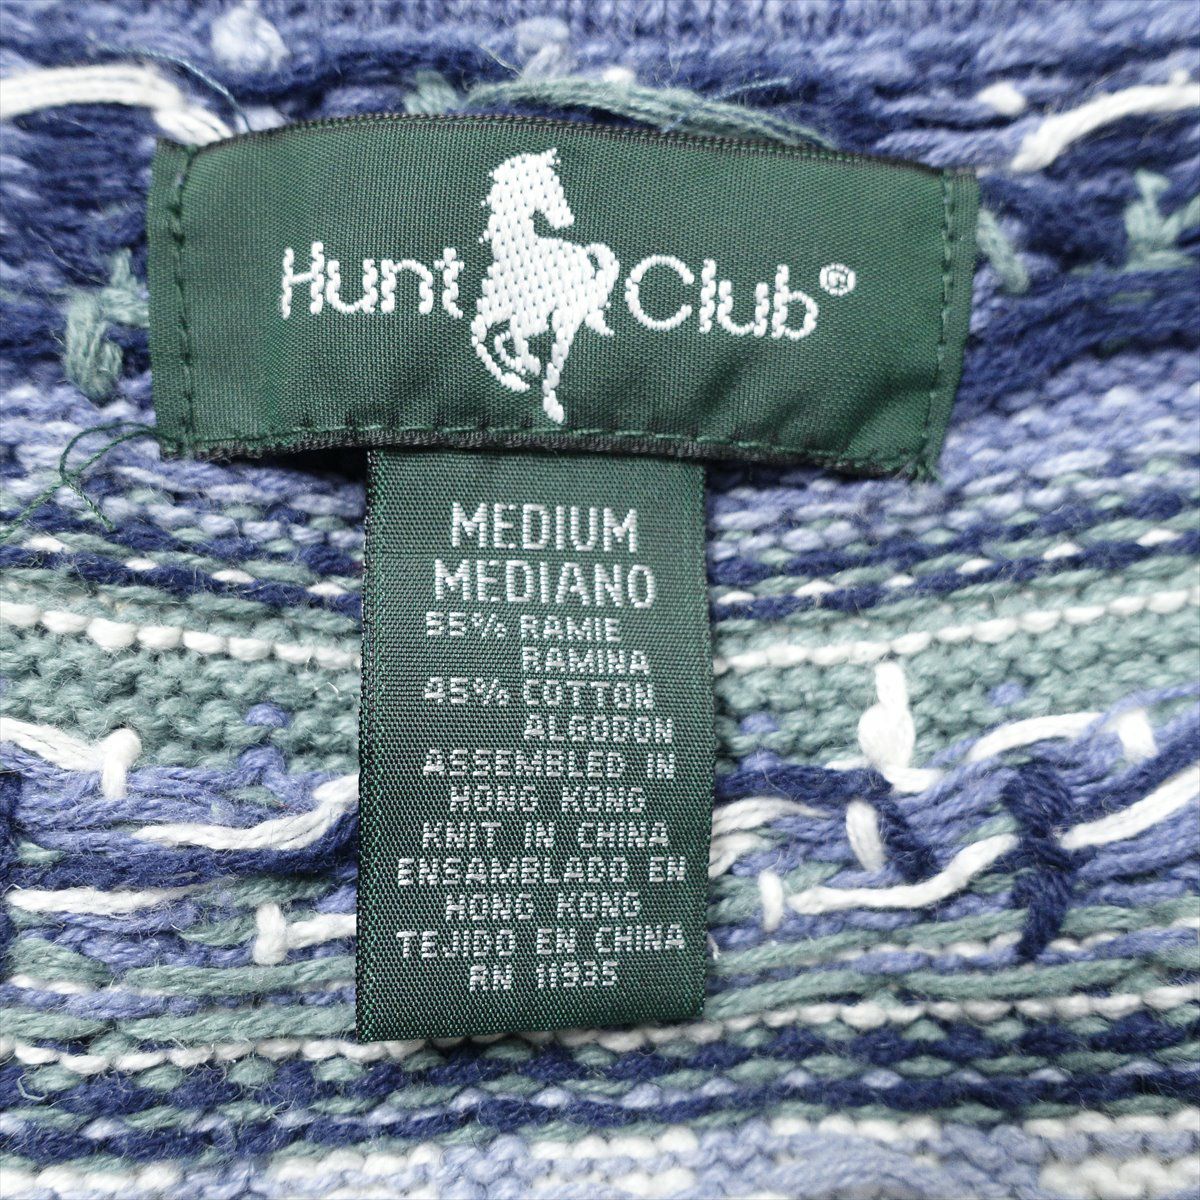 Hunt Club®
MEDIUM
MEDIANO
55% RAMIE
RAMINA
45% COTTON
ALGODON
ASSEMBLED IN
HONG KONG
KNIT IN CHINA
ENSAMBLADO EN
HONG KONG
TEJIDO EN CHINA
RN 11935